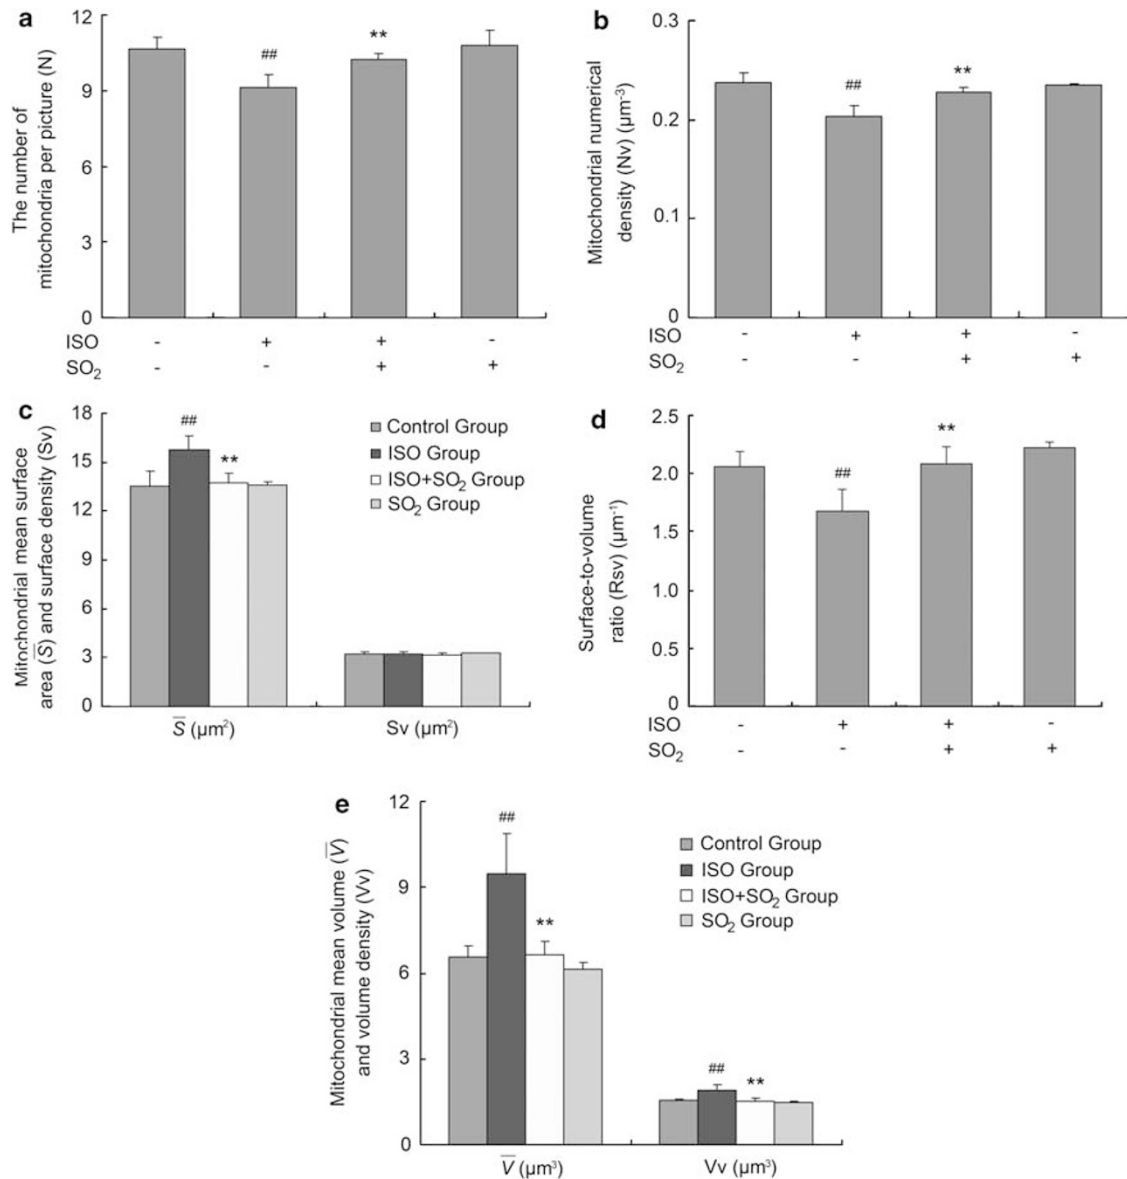 a
The number of
mitochondria per picture (N)
12
9
6
3
0
##
**
ISO - + + -
SO₂ - - + +
b
Mitochondrial numerical
density (Nv) (μm⁻³)
0.3
0.2
0.1
0
##
**
ISO - + + -
SO₂ - - + +
c
Mitochondrial mean surface
area (S̅) and surface density (Sv)
18
15
12
9
6
3
0
##
**
Control Group
ISO Group
ISO+SO₂ Group
SO₂ Group
S̅ (μm²) Sv (μm²)
d
Surface-to-volume
ratio (Rsv) (μm⁻¹)
2.5
2.0
1.5
1.0
0.5
0
##
**
ISO - + + -
SO₂ - - + +
e
Mitochondrial mean volume (V̅)
and volume density (Vv)
12
9
6
3
0
##
**
##
**
Control Group
ISO Group
ISO+SO₂ Group
SO₂ Group
V̅ (μm³) Vv (μm³)